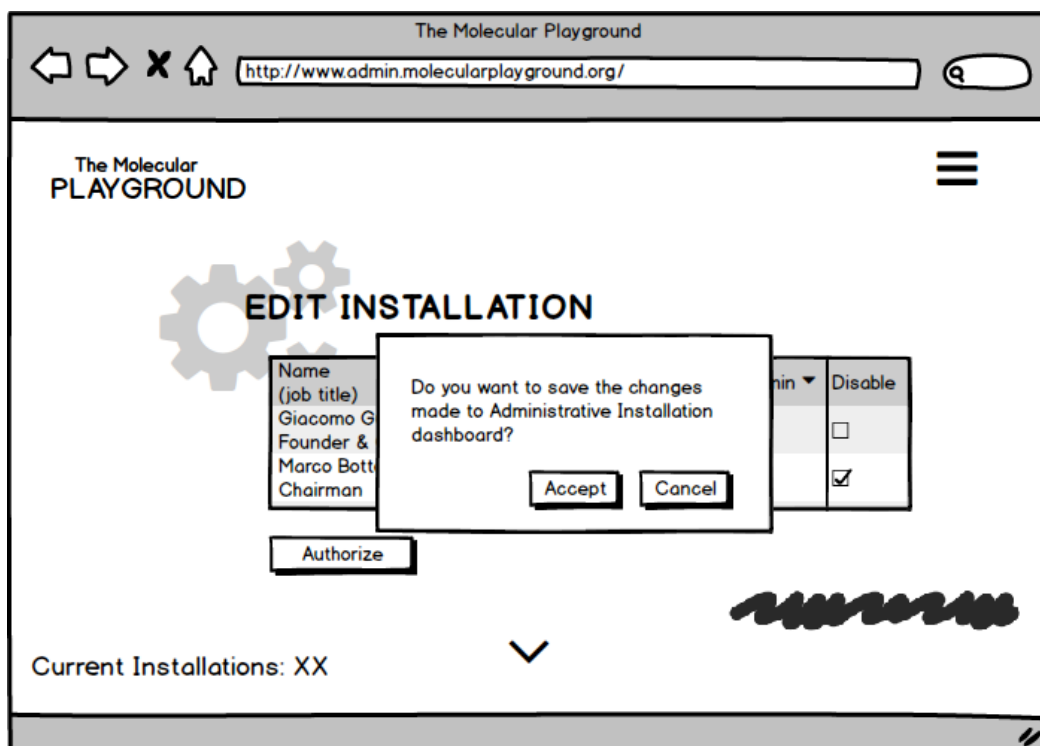 The Molecular Playground
http://www.admin.molecularplayground.org/
The Molecular
PLAYGROUND
EDIT INSTALLATION
Name
(job title)
Disable
Giacomo G
Founder &
Marco Bott
Chairman
Do you want to save the changes
made to Administrative Installation
dashboard?
Accept Cancel
Authorize
Current Installations: XX